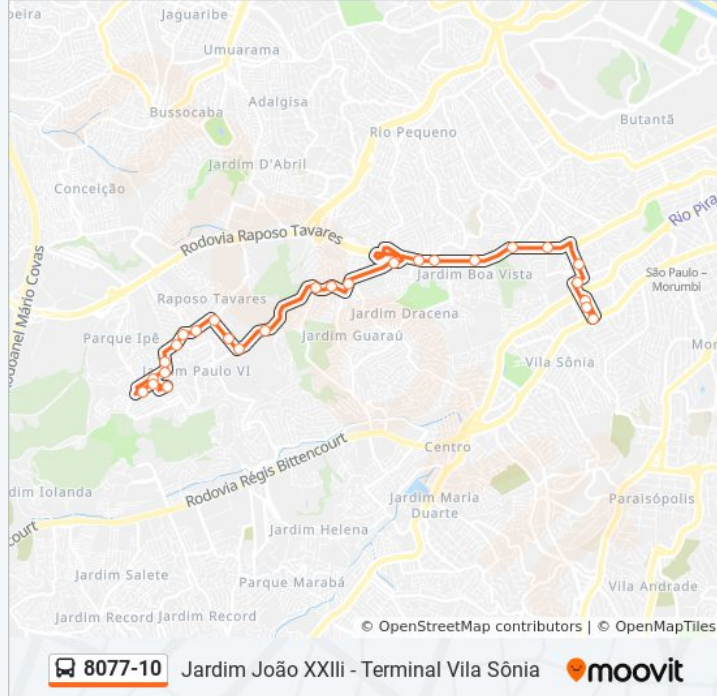 Jaguaribe
Umuarama
Adalgisa
Bussocaba
Rio Pequeno
Butantã
Jardim D'Abril
Conceição
Rio Pira
Rodovia Raposo Tavares
Rodoanel Mário Covas
Jardim Boa Vista
São Paulo –
Morumbi
Raposo Tavares
Jardim Dracena
Parque Ipê
Jardim Guaraú
Mor
Vila Sônia
Jardim Paulo VI
Centro
Rodovia Régis Bittencourt
dim Iolanda
Jardim Maria
Duarte
Paraisópolis
court
Jardim Helena
Jardim Salete
Parque Marabá
Vila Andrade
Jardim Record
Jardim Record
© OpenStreetMap contributors | © OpenMapTiles
8077-10
Jardim João XXIIi - Terminal Vila Sônia
moovit